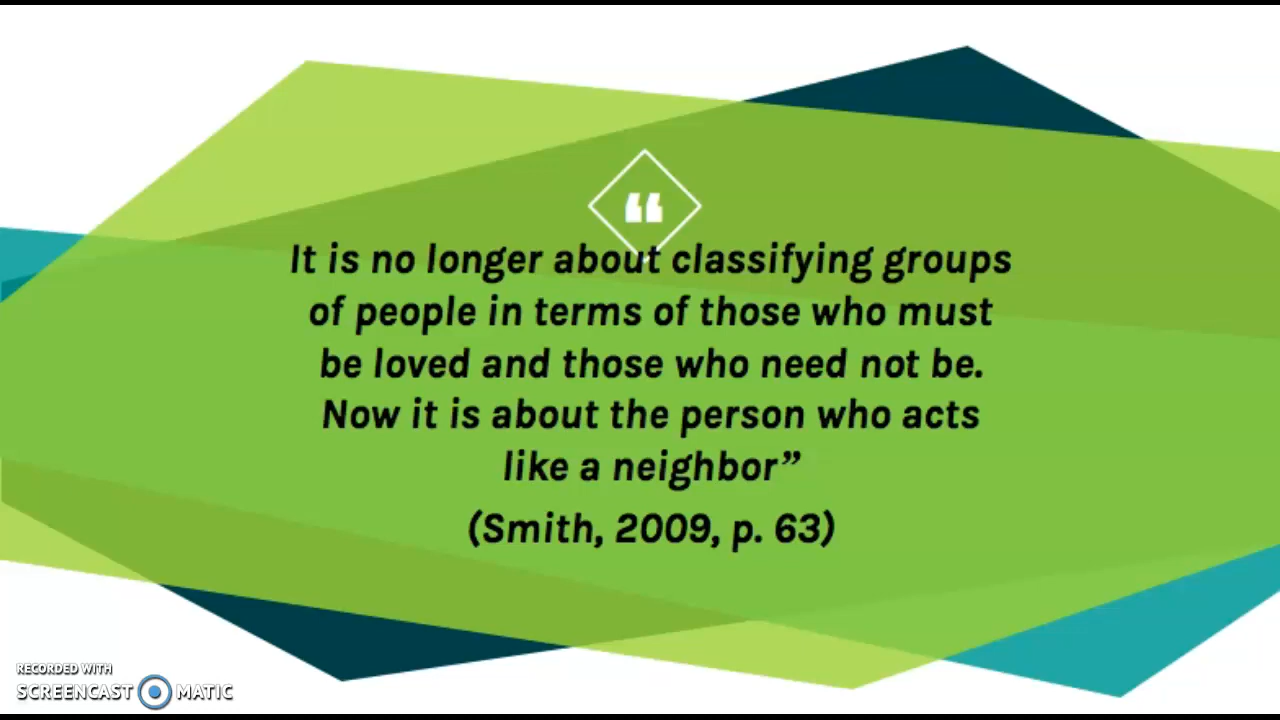 ❝
It is no longer about classifying groups
of people in terms of those who must
be loved and those who need not be.
Now it is about the person who acts
like a neighbor”
(Smith, 2009, p. 63)
RECORDED WITH
SCREENCAST MATIC